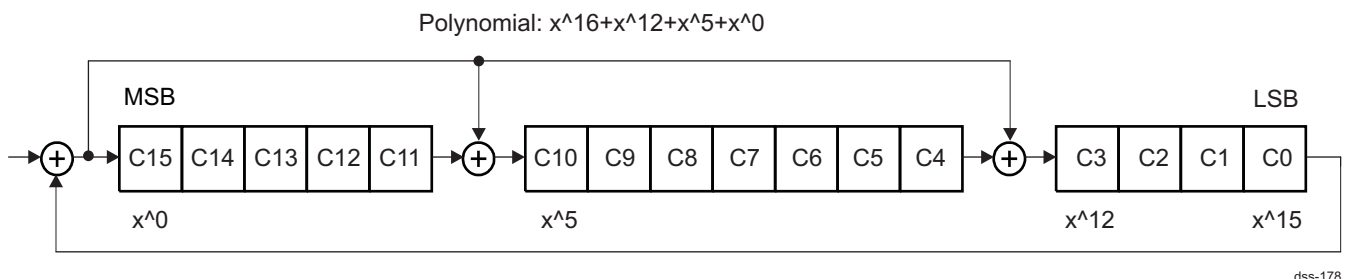 Polynomial: x^16+x^12+x^5+x^0
MSB LSB
C15 C14 C13 C12 C11 C10 C9 C8 C7 C6 C5 C4 C3 C2 C1 C0
x^0 x^5 x^12 x^15
dss-178